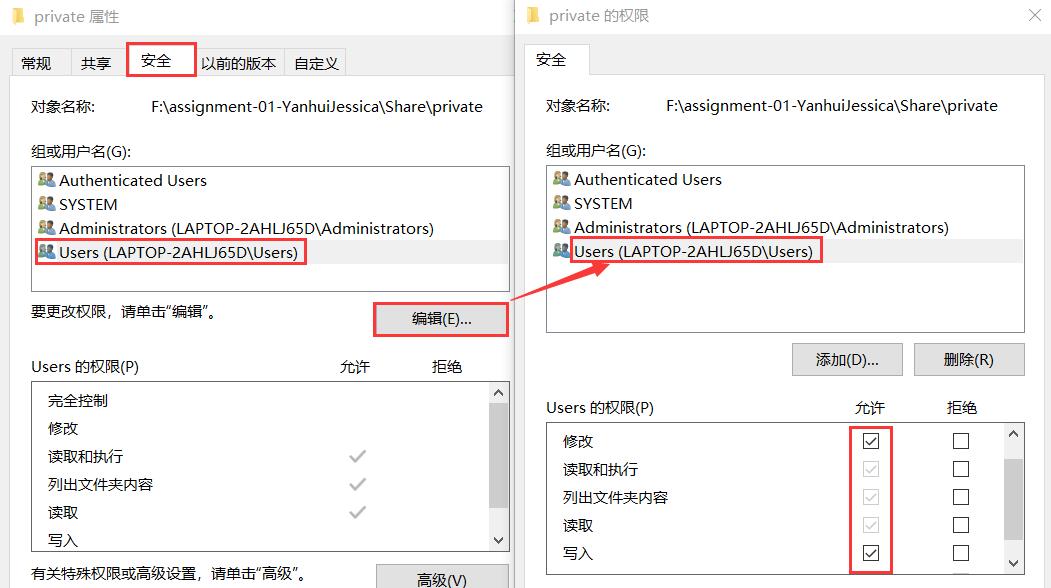 private 属性
常规 共享 安全 以前的版本 自定义
对象名称: F:\assignment-01-YanhuiJessica\Share\private
组或用户名(G):
Authenticated Users
SYSTEM
Administrators (LAPTOP-2AHLJ65D\Administrators)
Users (LAPTOP-2AHLJ65D\Users)
要更改权限，请单击“编辑”。
编辑(E)...
Users 的权限(P) 允许 拒绝
完全控制
修改
读取和执行
列出文件夹内容
读取
写入
有关特殊权限或高级设置，请单击“高级”。
高级(V)
private 的权限
安全
对象名称: F:\assignment-01-YanhuiJessica\Share\private
组或用户名(G):
Authenticated Users
SYSTEM
Administrators (LAPTOP-2AHLJ65D\Administrators)
Users (LAPTOP-2AHLJ65D\Users)
添加(D)... 删除(R)
Users 的权限(P) 允许 拒绝
修改
读取和执行
列出文件夹内容
读取
写入